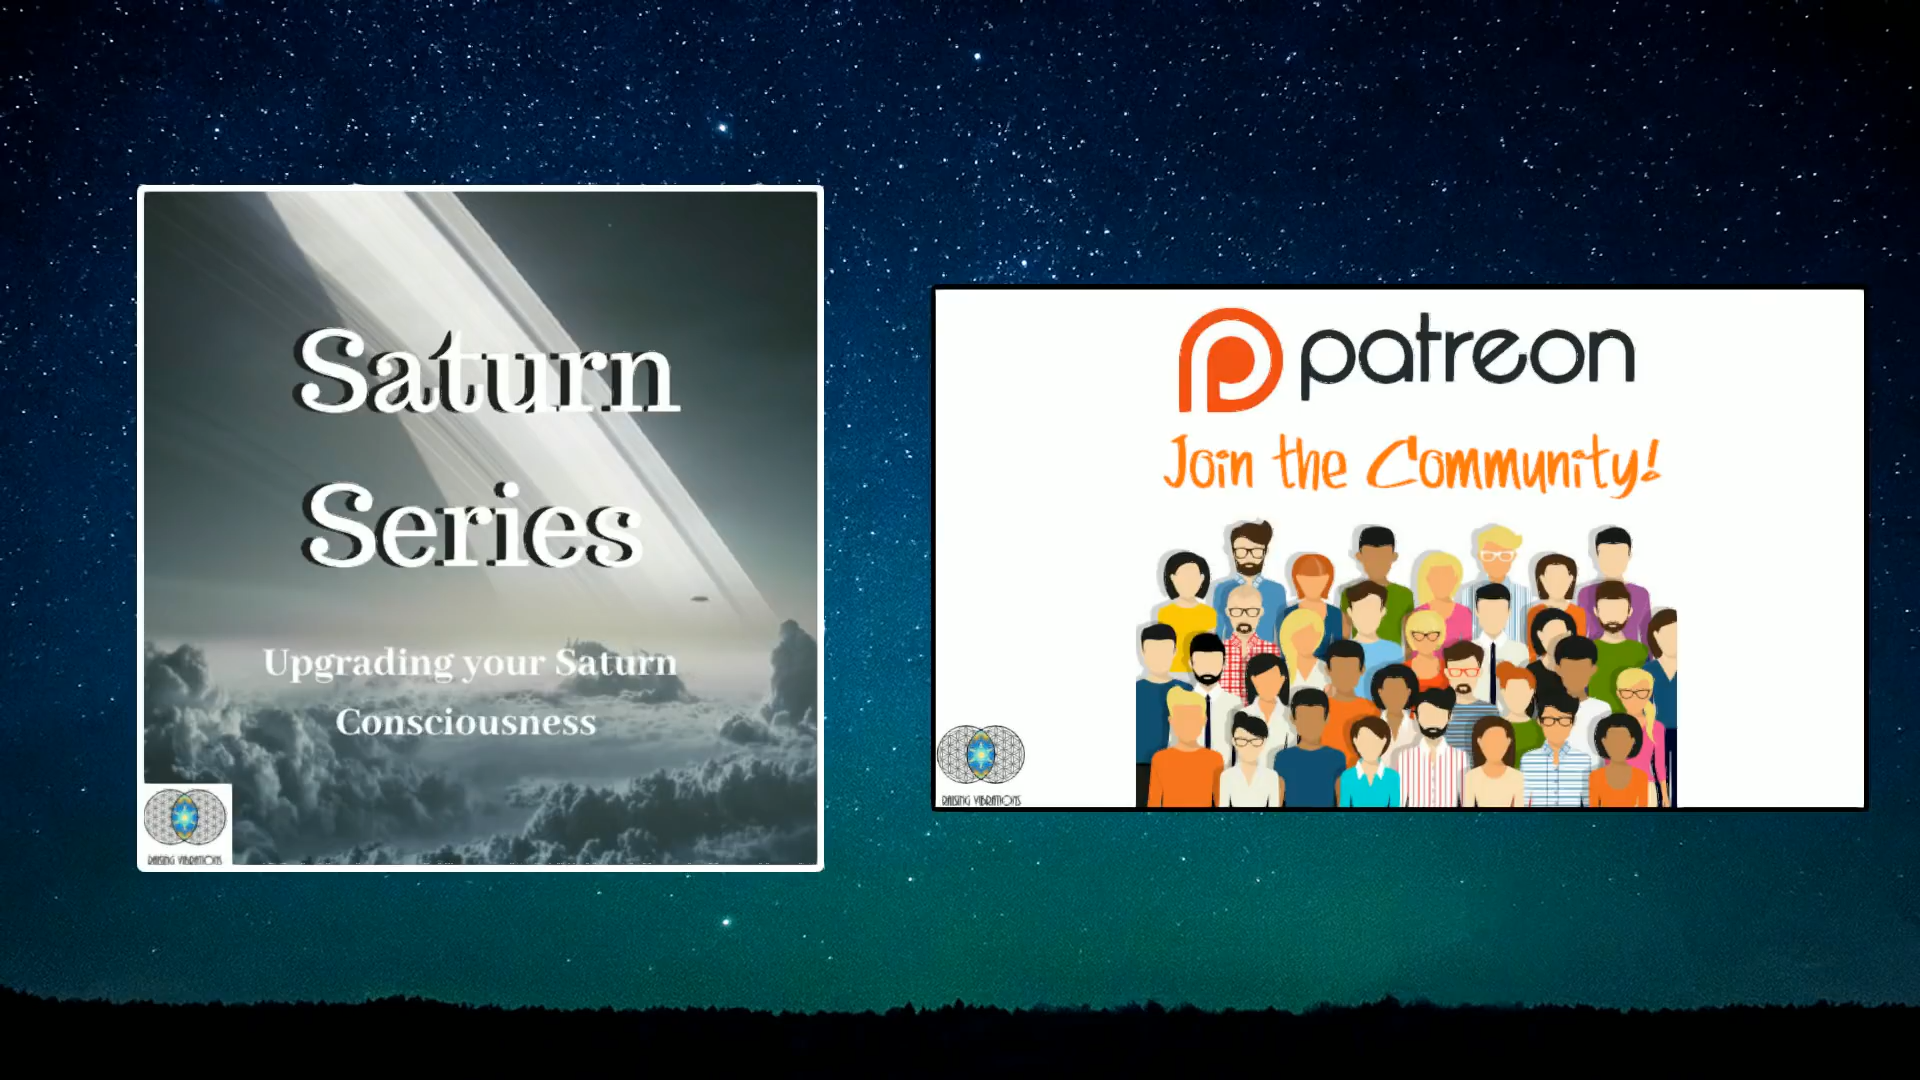 Saturn
Series
Upgrading your Saturn
Consciousness
RAISING VIBRATIONS
patreon
Join the Community!
RAISING VIBRATIONS